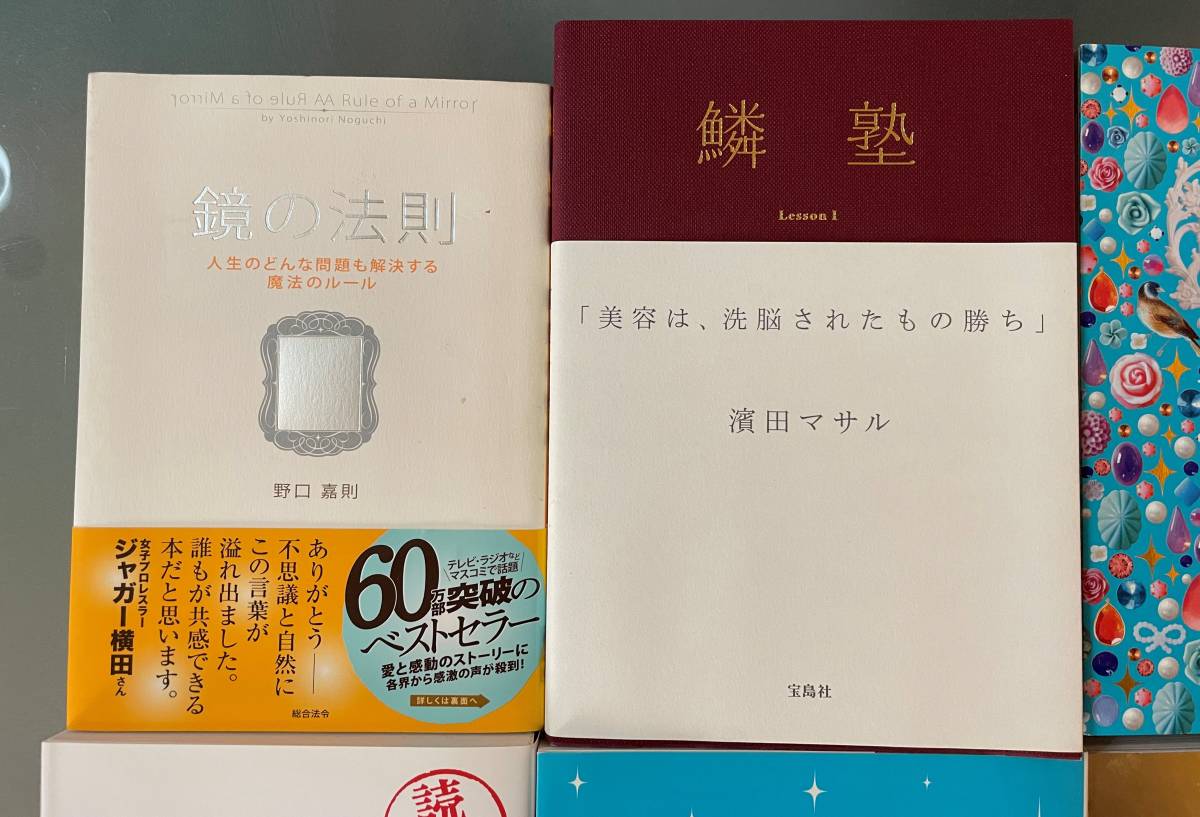 A Rule of a Mirror
A Rule of a Mirror
by Yoshinori Noguchi
鏡の法則
人生のどんな問題も解決する
魔法のルール
野口 嘉則
ありがとう――
不思議と自然に
この言葉が
溢れ出ました。
誰もが共感できる
本だと思います。
女子プロレスラー
ジャガー横田さん
テレビ・ラジオなど
マスコミで話題
60万部突破の
ベストセラー
愛と感動のストーリーに
各界から感激の声が殺到!
詳しくは裏面へ
総合法令
鱗塾
Lesson 1
「美容は、洗脳されたもの勝ち」
濱田マサル
宝島社
読